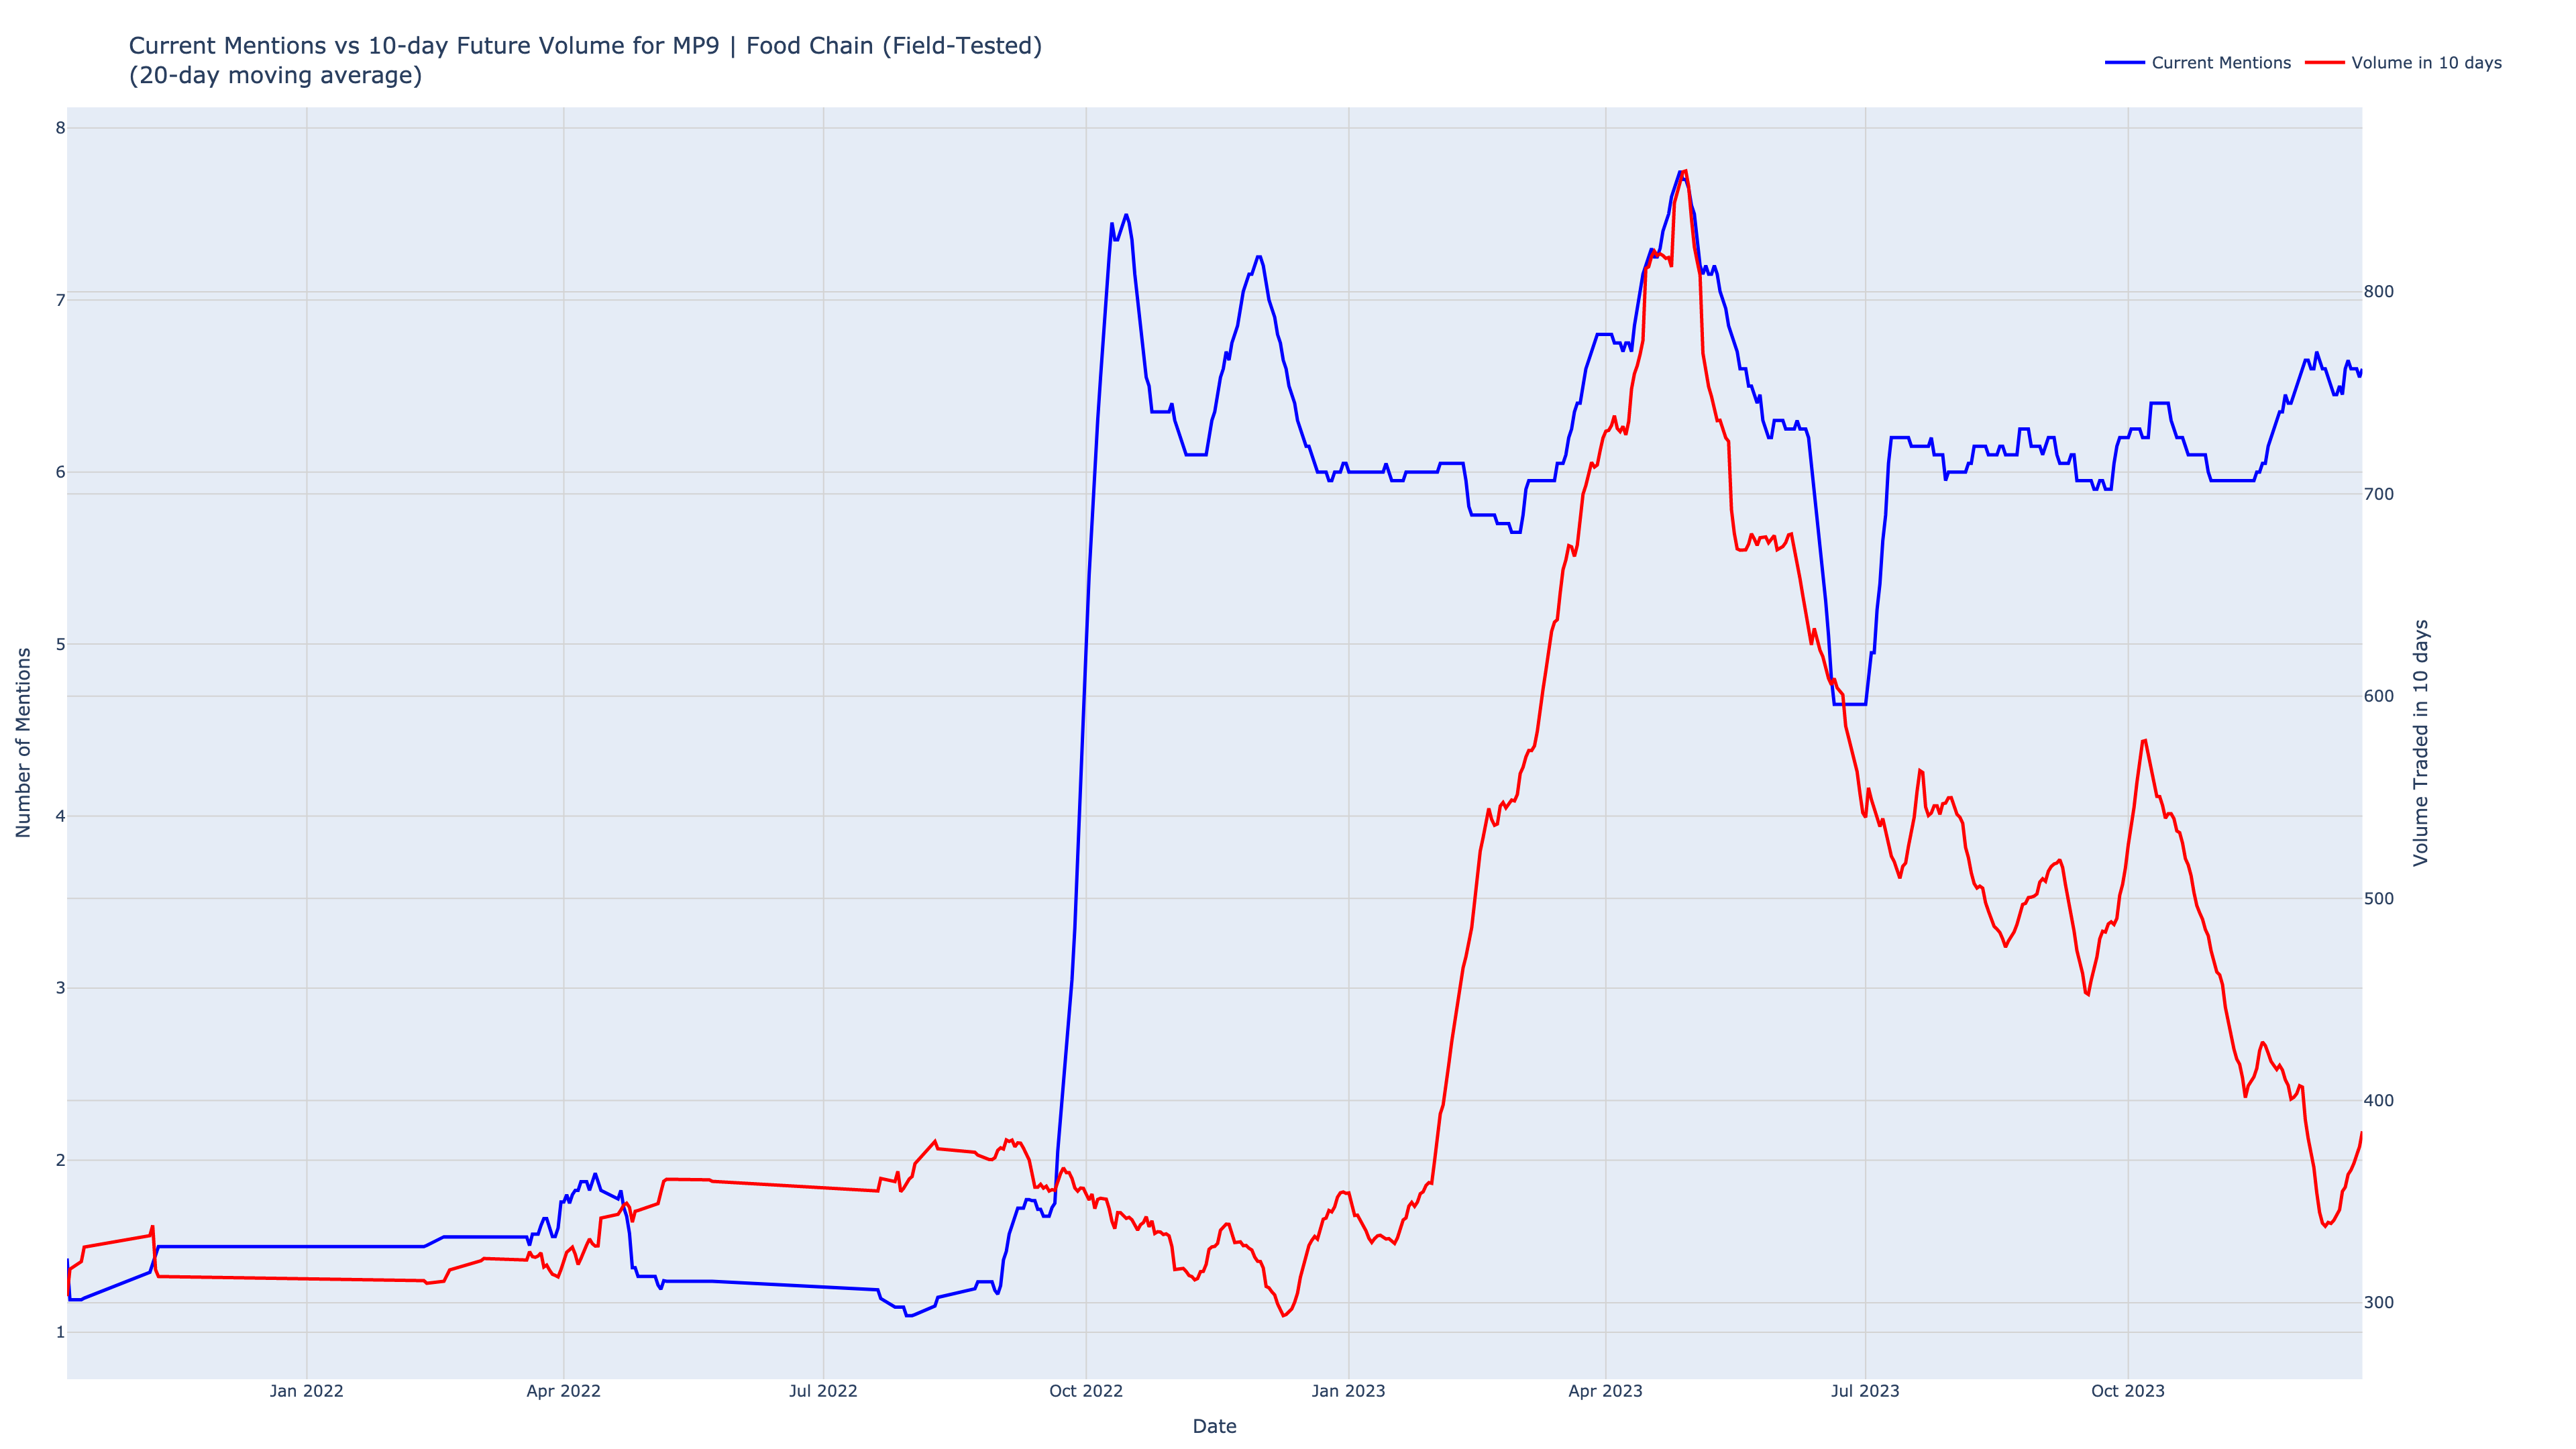 Current Mentions vs 10-day Future Volume for MP9 | Food Chain (Field-Tested)
(20-day moving average)
Current Mentions
Volume in 10 days
8
7
6
5
4
3
2
1
Number of Mentions
800
700
600
500
400
300
Volume Traded in 10 days
Jan 2022
Apr 2022
Jul 2022
Oct 2022
Jan 2023
Apr 2023
Jul 2023
Oct 2023
Date